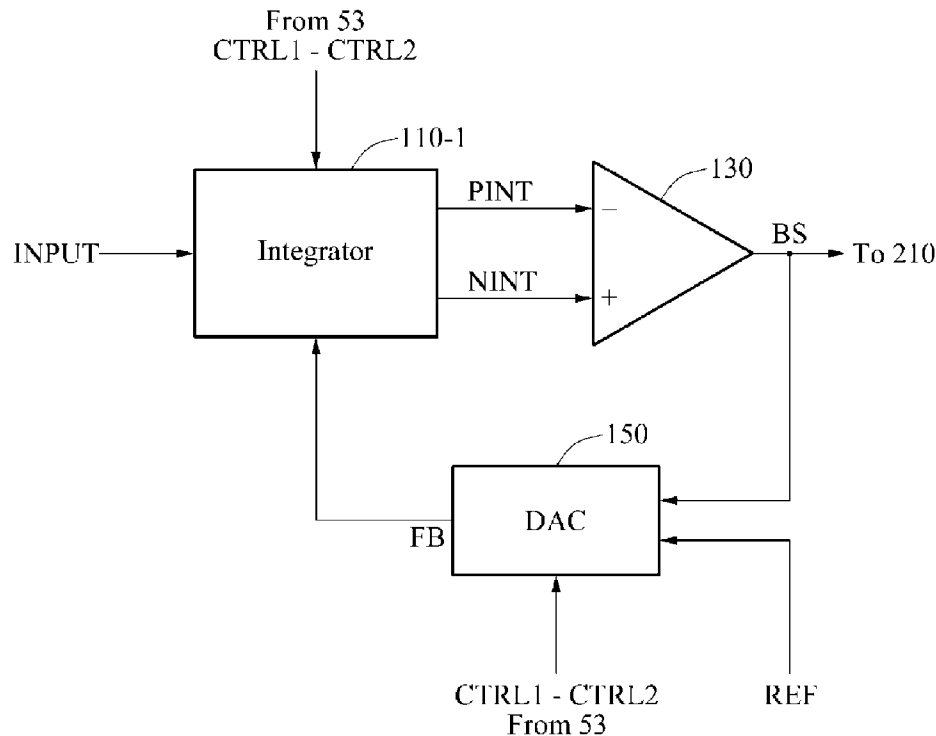 From 53
CTRL1 - CTRL2
110-1
130
PINT
−
BS
INPUT
Integrator
To 210
NINT
+
150
DAC
FB
CTRL1 - CTRL2
From 53
REF